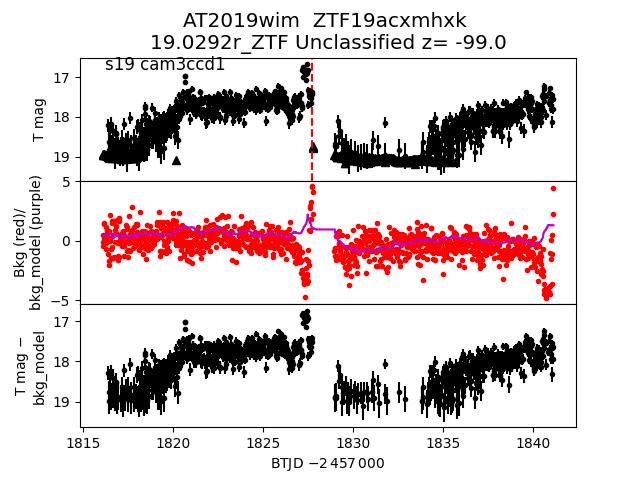 AT2019wim  ZTF19acxmhxk
19.0292r_ZTF Unclassified z= -99.0
s19 cam3ccd1
17
18
19
T mag
5
0
−5
Bkg (red)/
bkg_model (purple)
17
18
19
T mag −
bkg_model
1815 1820 1825 1830 1835 1840
BTJD −2 457 000